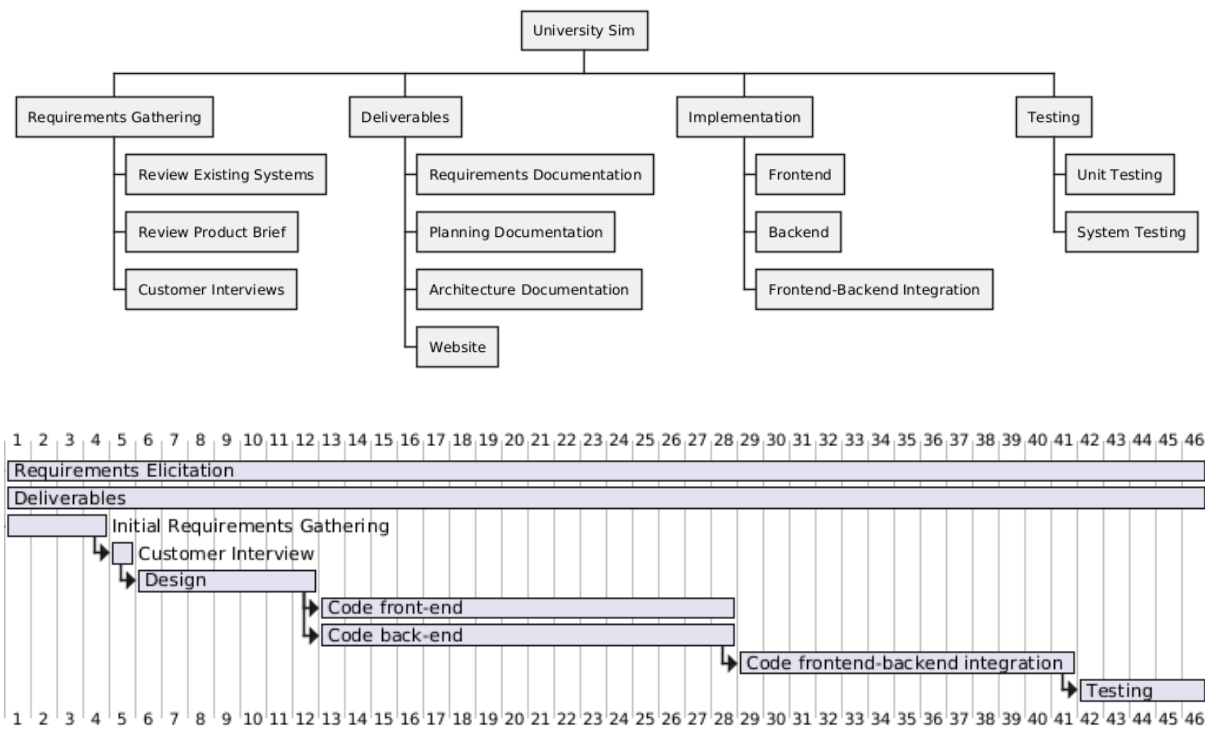 University Sim
Requirements Gathering
Deliverables
Implementation
Testing
Review Existing Systems
Requirements Documentation
Frontend
Unit Testing
Review Product Brief
Planning Documentation
Backend
System Testing
Customer Interviews
Architecture Documentation
Frontend-Backend Integration
Website
1 2 3 4 5 6 7 8 9 10 11 12 13 14 15 16 17 18 19 20 21 22 23 24 25 26 27 28 29 30 31 32 33 34 35 36 37 38 39 40 41 42 43 44 45 46
Requirements Elicitation
Deliverables
Initial Requirements Gathering
Customer Interview
Design
Code front-end
Code back-end
Code frontend-backend integration
Testing
1 2 3 4 5 6 7 8 9 10 11 12 13 14 15 16 17 18 19 20 21 22 23 24 25 26 27 28 29 30 31 32 33 34 35 36 37 38 39 40 41 42 43 44 45 46